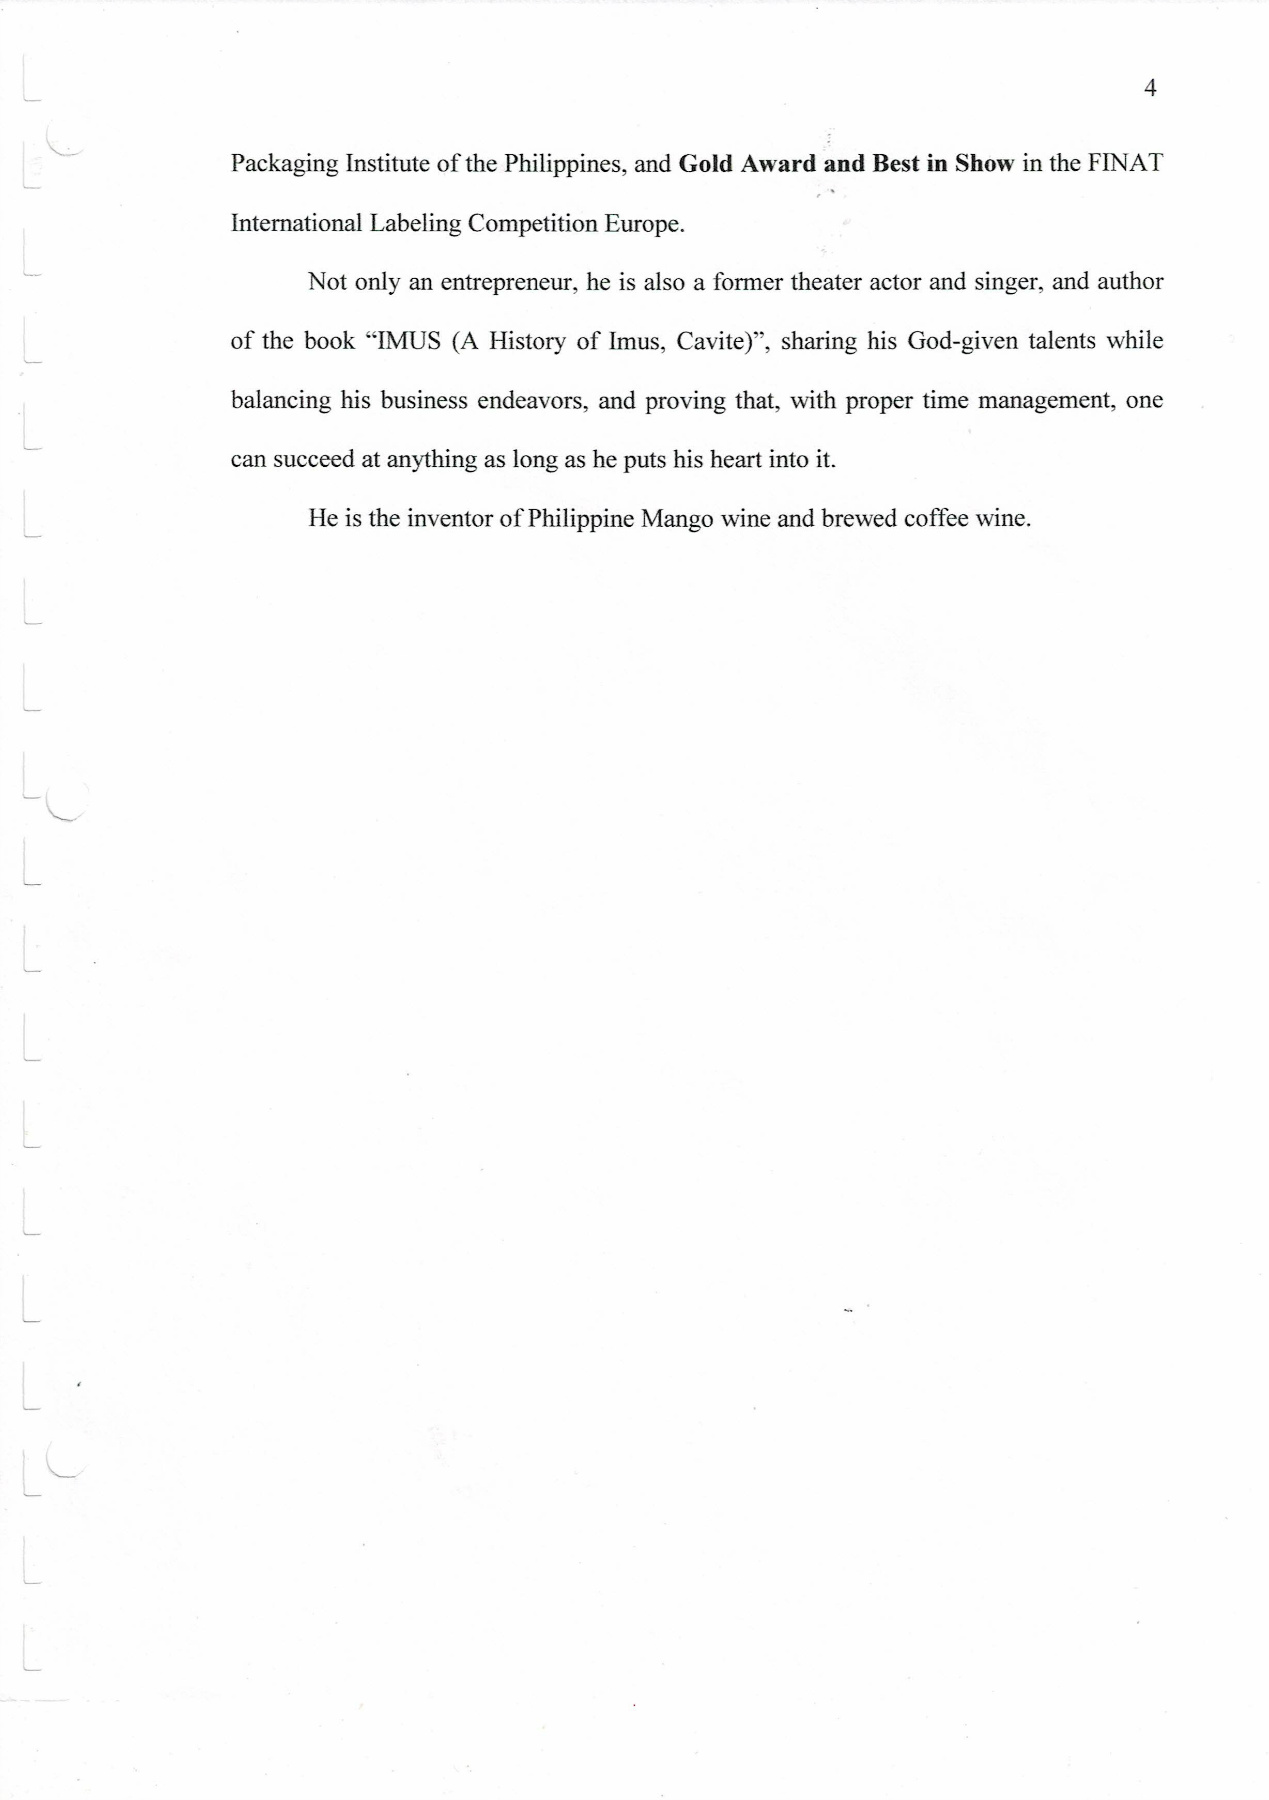 4
Packaging Institute of the Philippines, and Gold Award and Best in Show in the FINAT
International Labeling Competition Europe.
Not only an entrepreneur, he is also a former theater actor and singer, and author
of the book “IMUS (A History of Imus, Cavite)”, sharing his God-given talents while
balancing his business endeavors, and proving that, with proper time management, one
can succeed at anything as long as he puts his heart into it.
He is the inventor of Philippine Mango wine and brewed coffee wine.